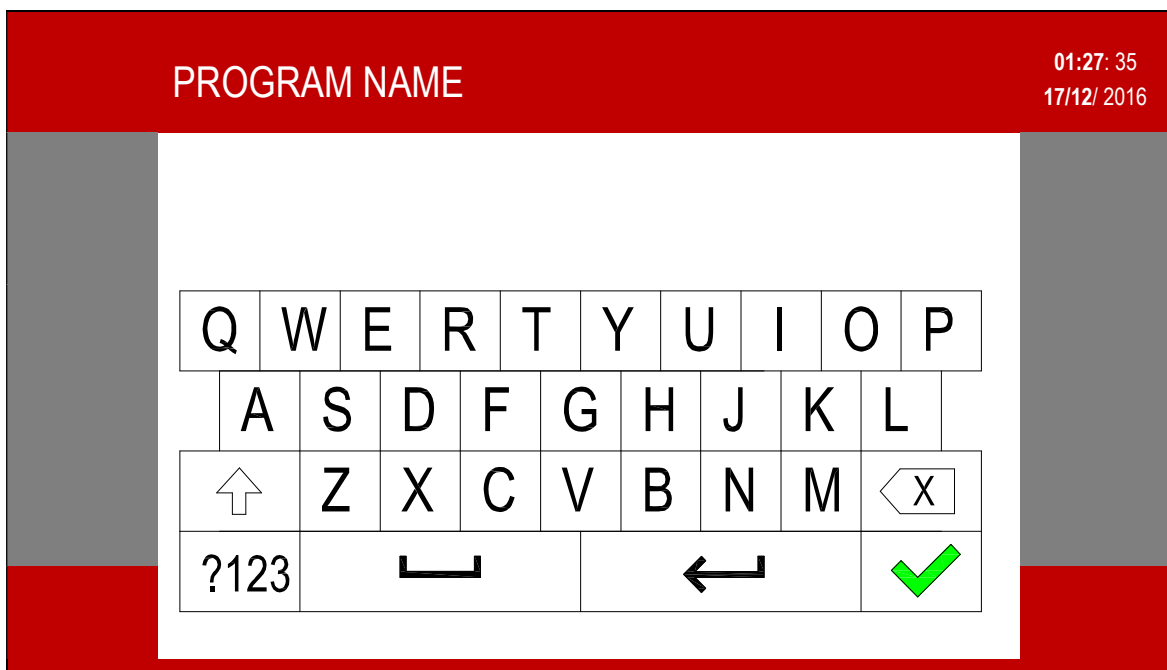 PROGRAM NAME
01:27: 35
17/12/ 2016
Q W E R T Y U I O P
A S D F G H J K L
Z X C V B N M X
?123